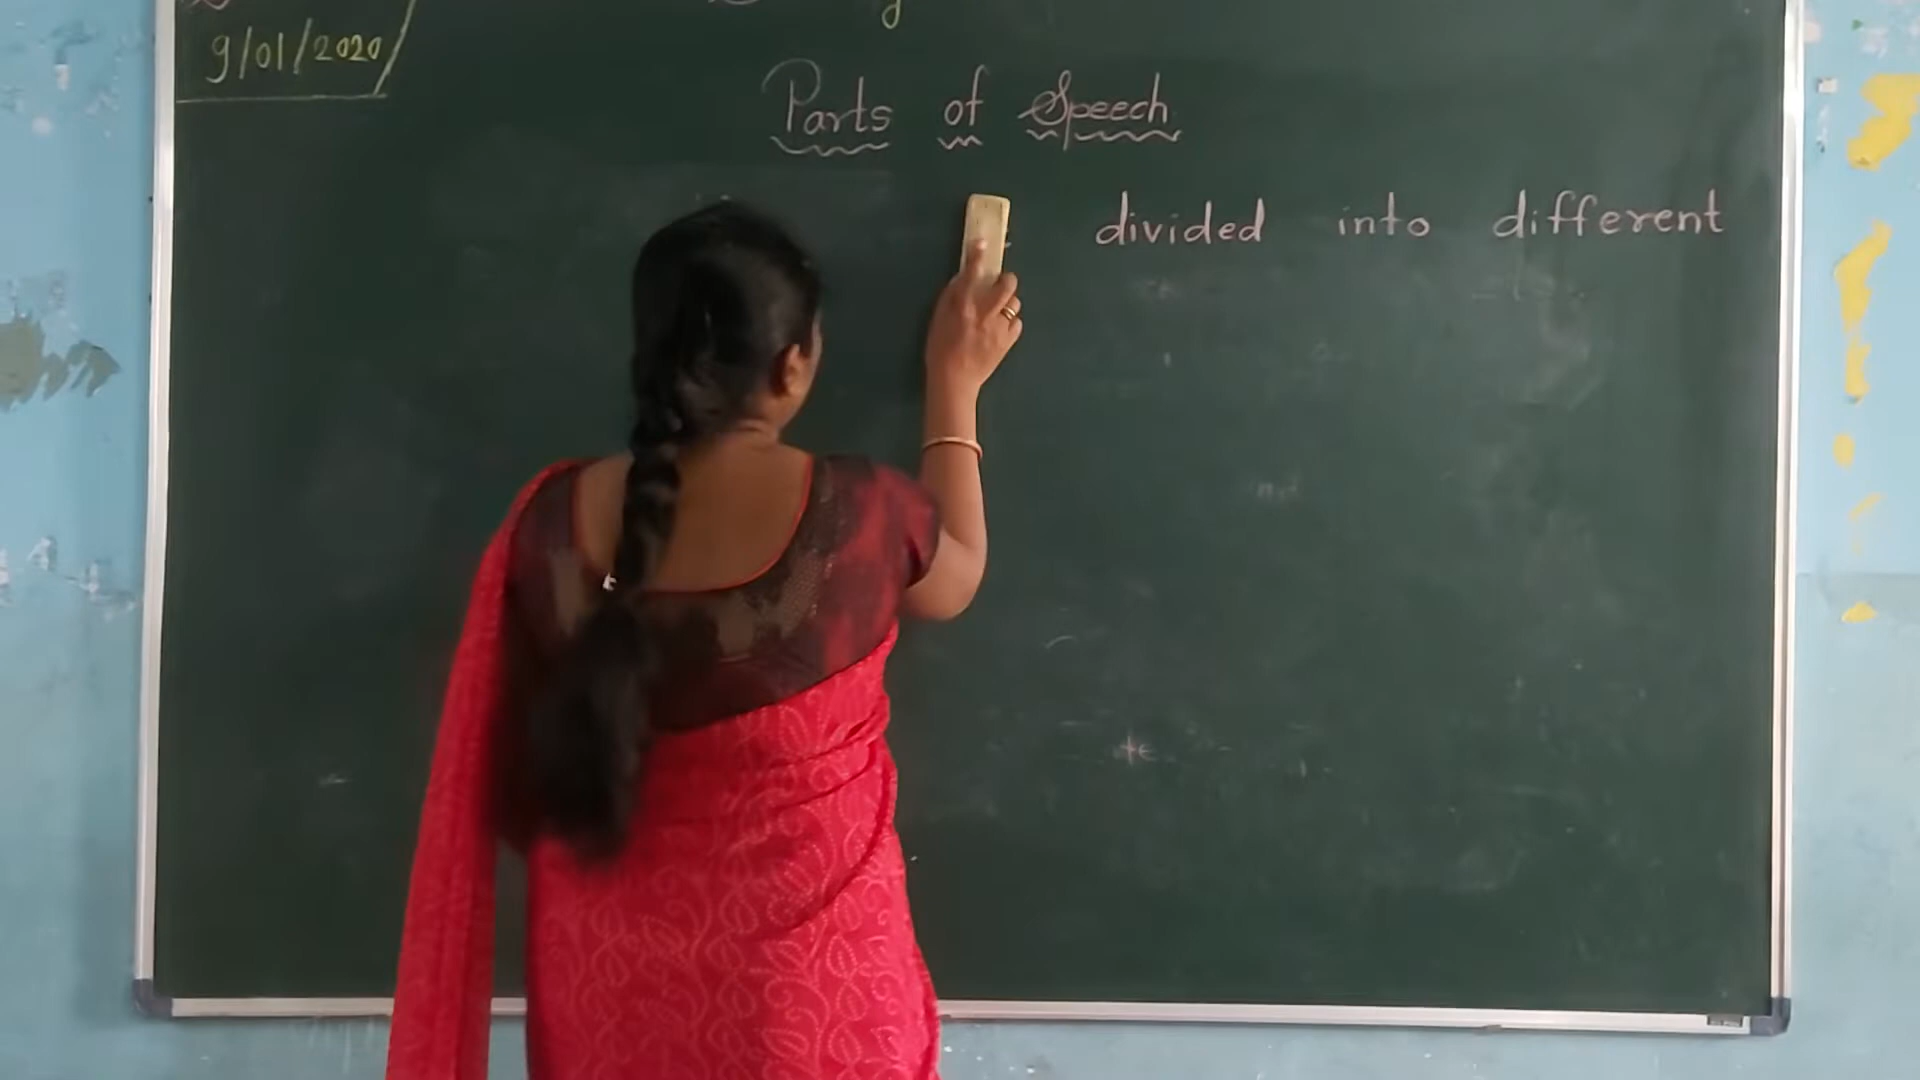 9/01/2020
Parts of Speech
divided into different